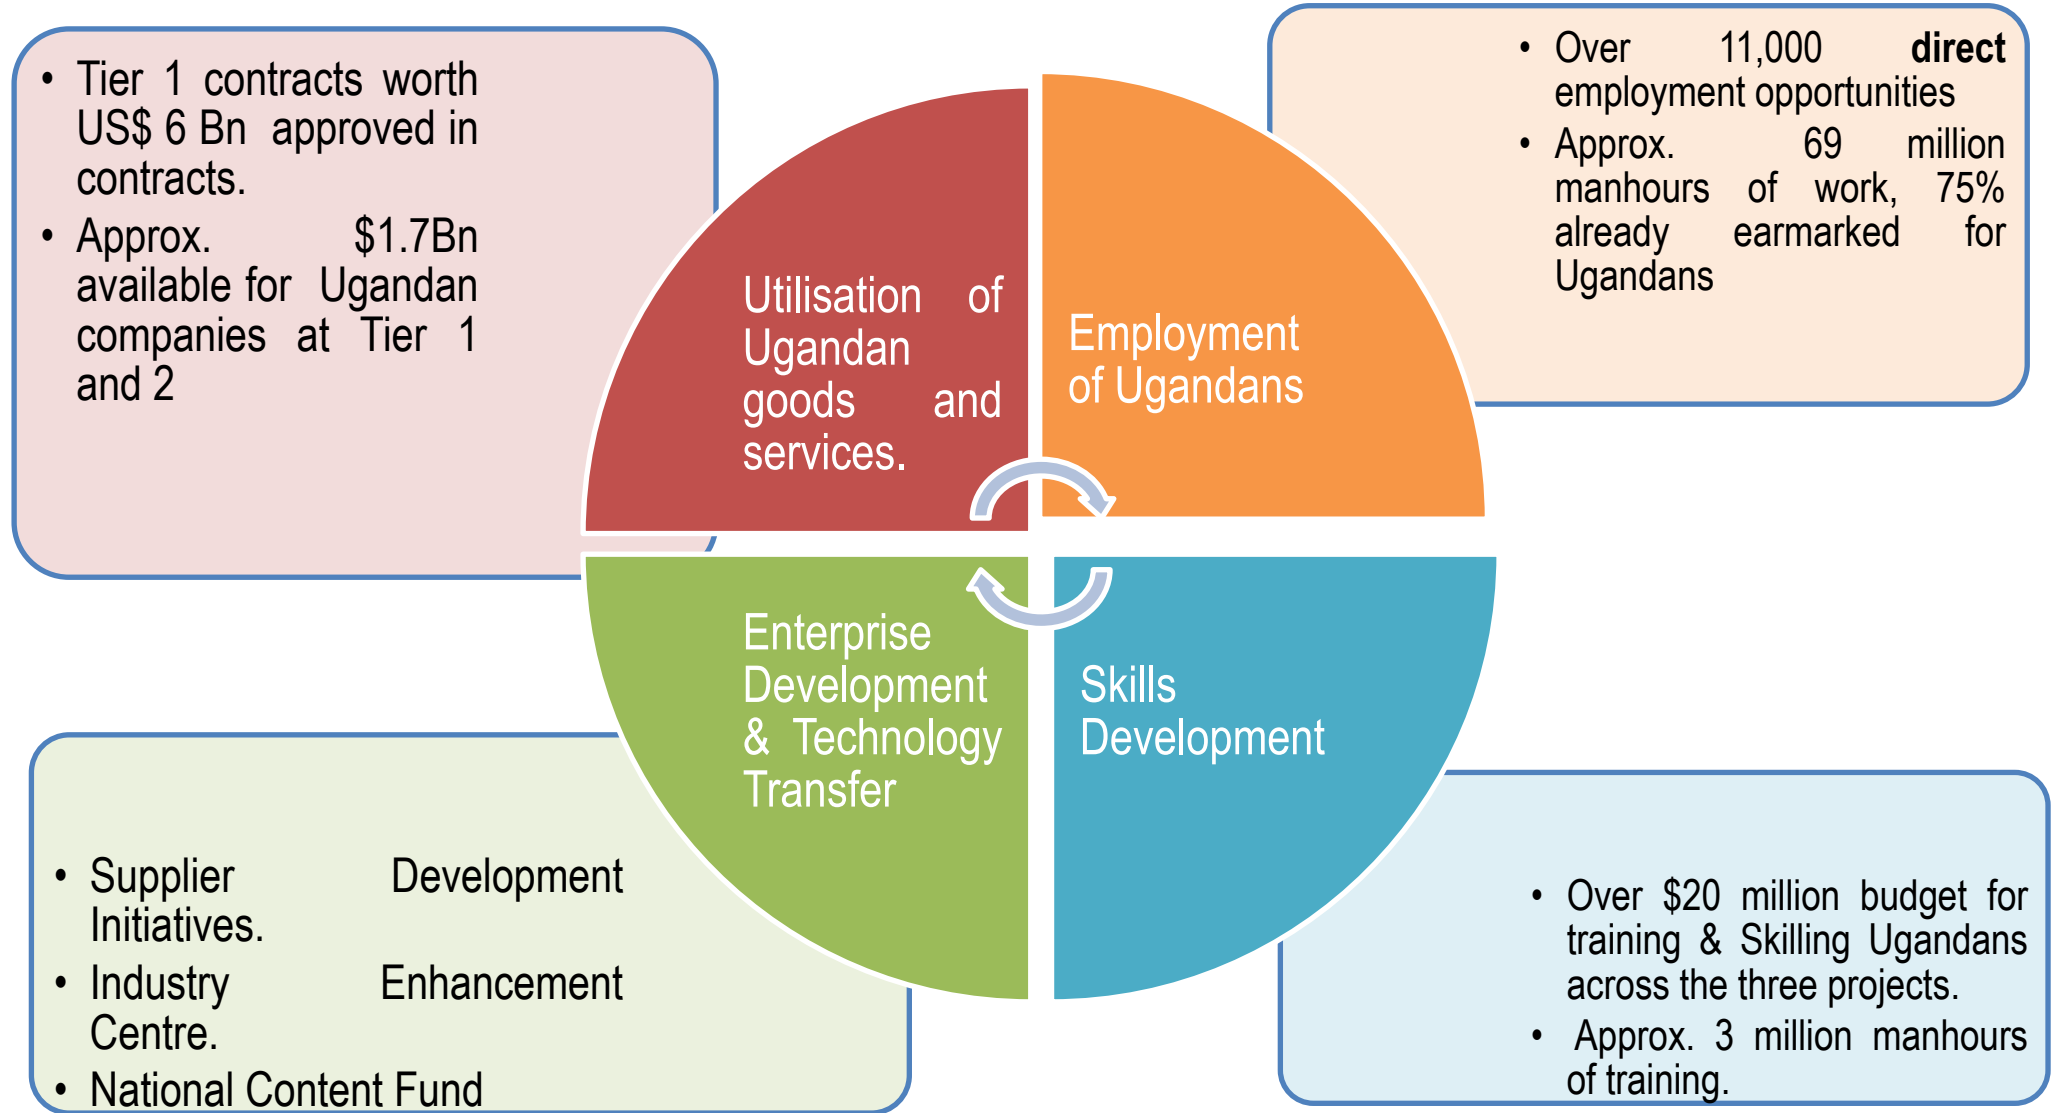 • Tier 1 contracts worth
US$ 6 Bn approved in
contracts.
• Approx. $1.7Bn
available for Ugandan
companies at Tier 1
and 2
• Over 11,000 direct
employment opportunities
• Approx. 69 million
manhours of work, 75%
already earmarked for
Ugandans
Utilisation of
Ugandan
goods and
services.
Employment
of Ugandans
Enterprise
Development
& Technology
Transfer
Skills
Development
• Supplier Development
Initiatives.
• Industry Enhancement
Centre.
• National Content Fund
• Over $20 million budget for
training & Skilling Ugandans
across the three projects.
• Approx. 3 million manhours
of training.